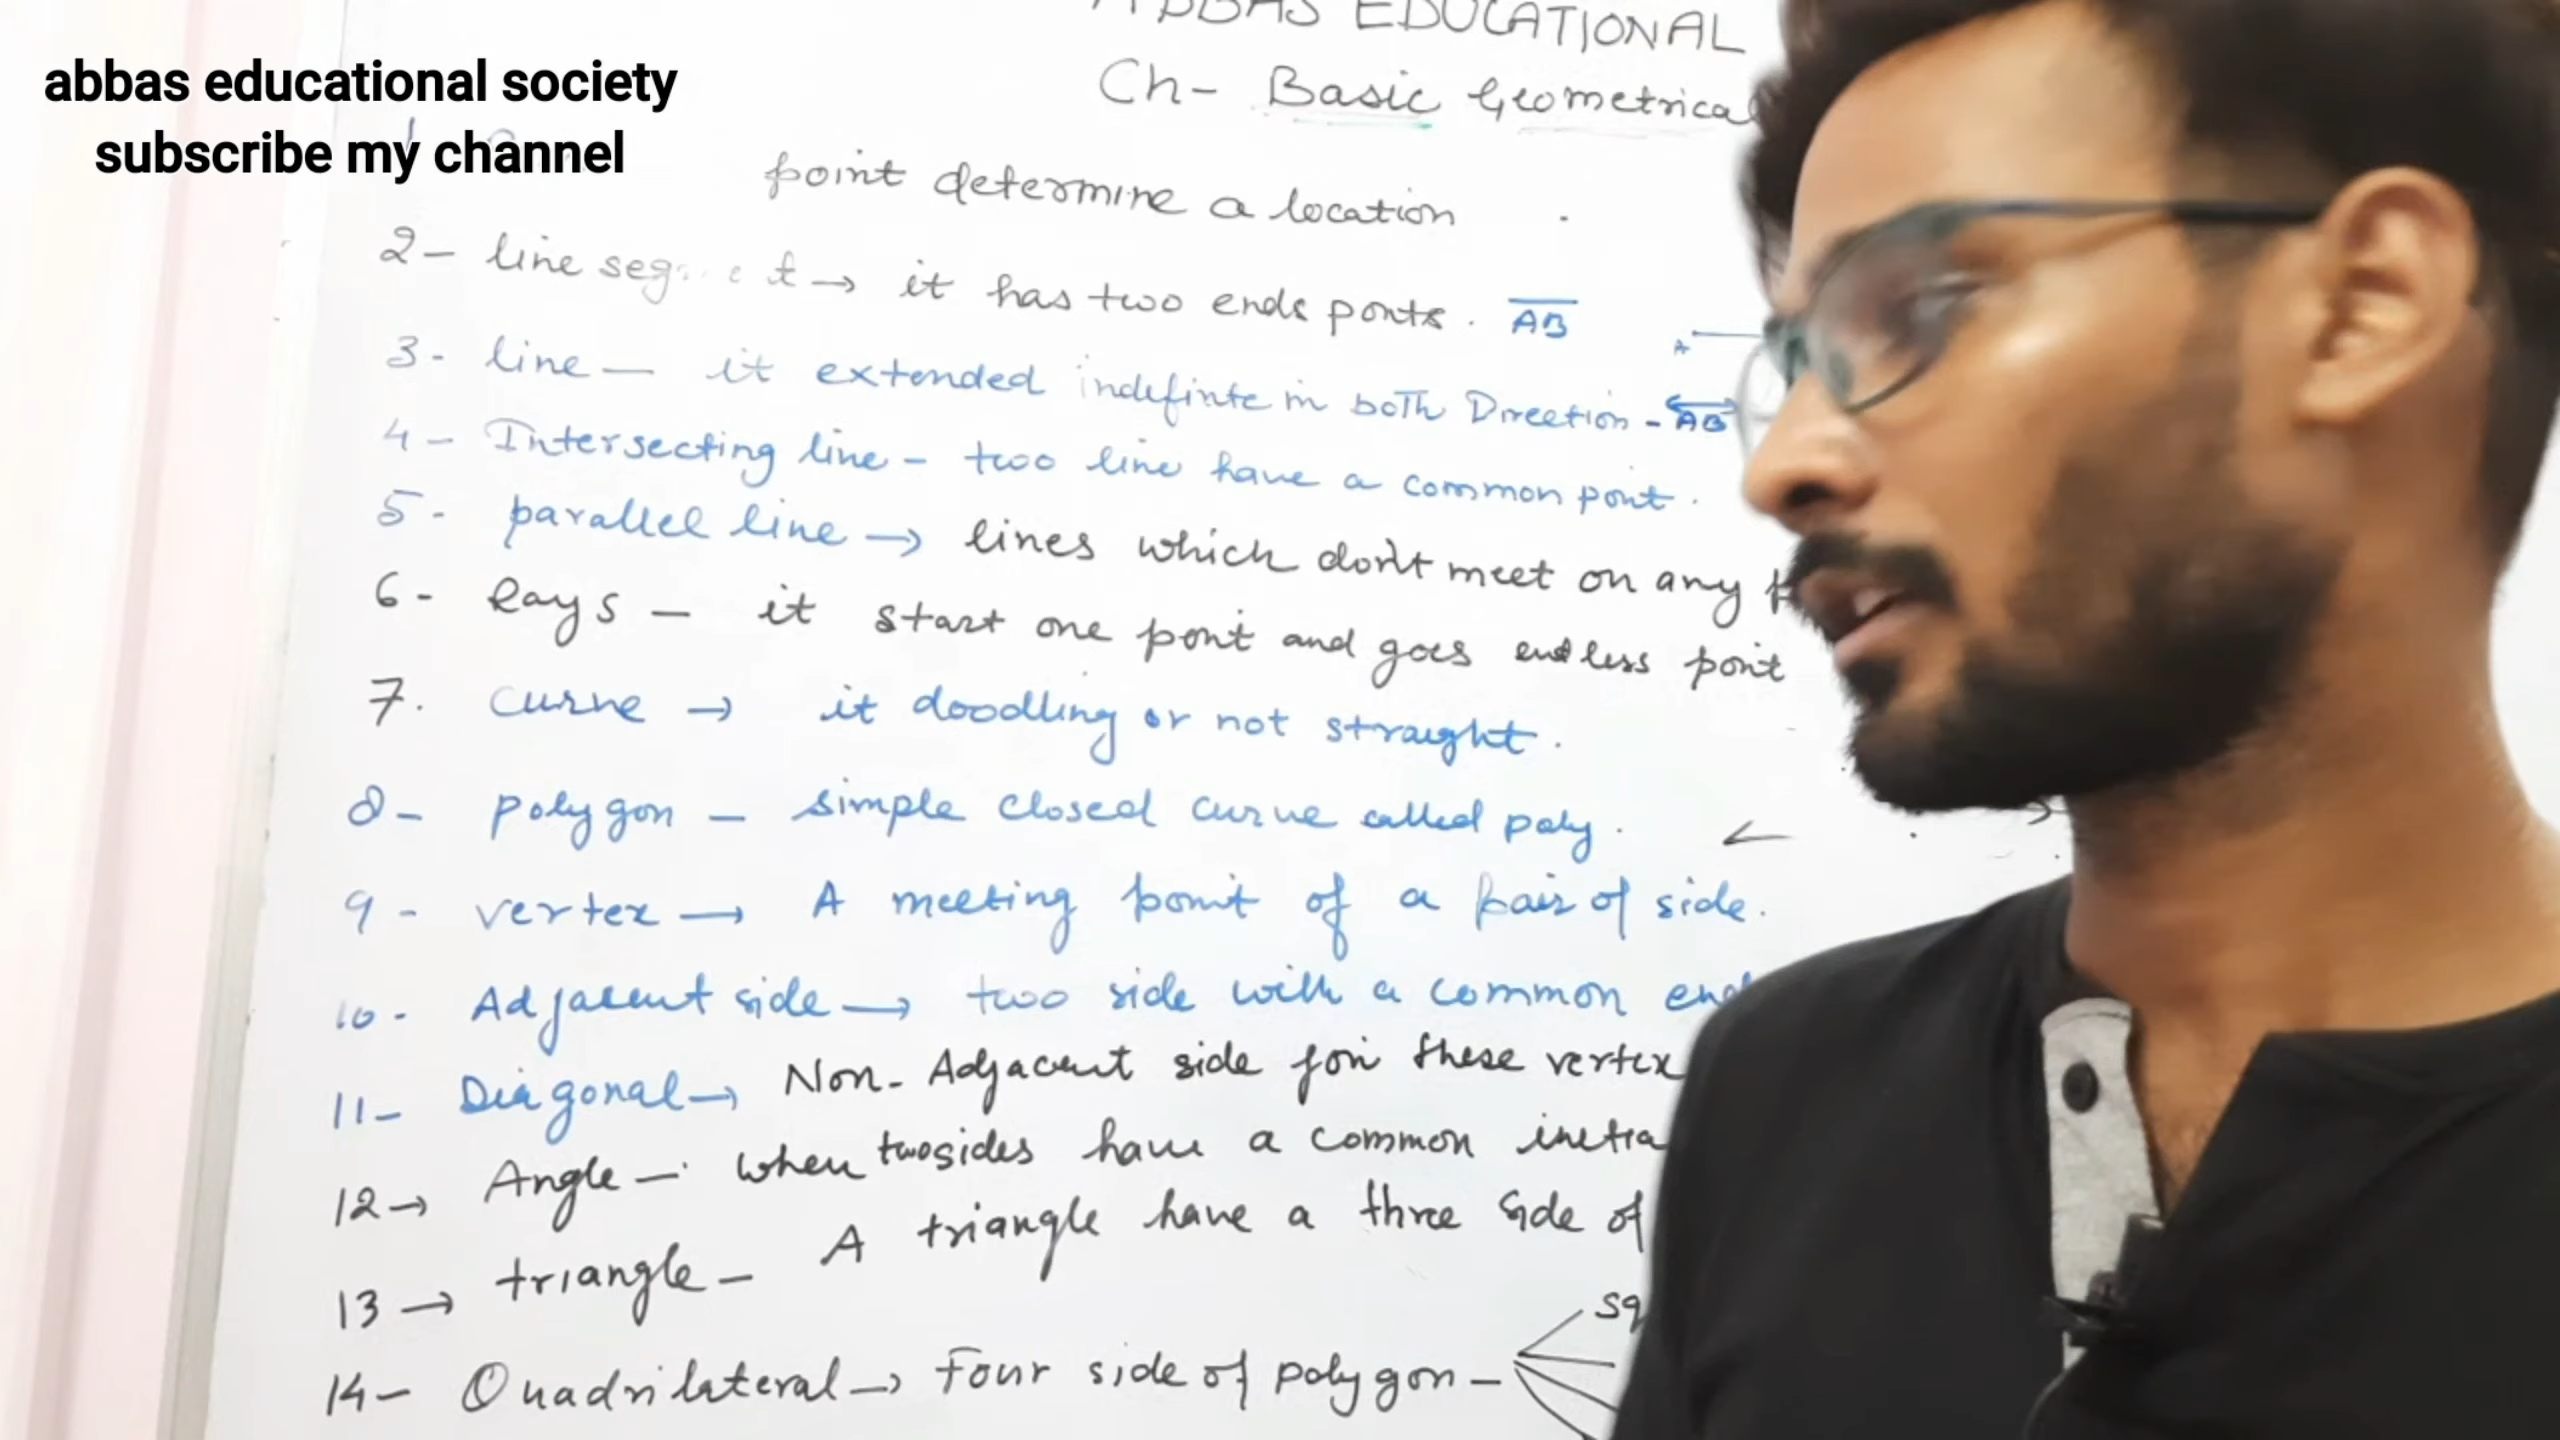 abbas educational society
subscribe my channel
ABBAS EDUCATIONAL
Ch- Basic Geometrical
point determine a location .
2- line seg e t → it has two ends ponts. AB
A
3- line — it extended indefinte in both Direction - AB
4- Intersecting line - two line have a common pont.
5- parallel line → lines which don't meet on any
6- Rays — it start one pont and goes endless pont
7. curve → it doodling or not straight.
8- polygon — simple closed curve called poly.
9- vertex → A meeting pomt of a pair of side.
10- Adjacent side → two side with a common end
11- Diagonal → Non-Adjacent side join these vertex
12→ Angle — when two sides have a common
13→ triangle - A triangle have a three side of
sq
14- Quadrilateral → Four side of polygon -